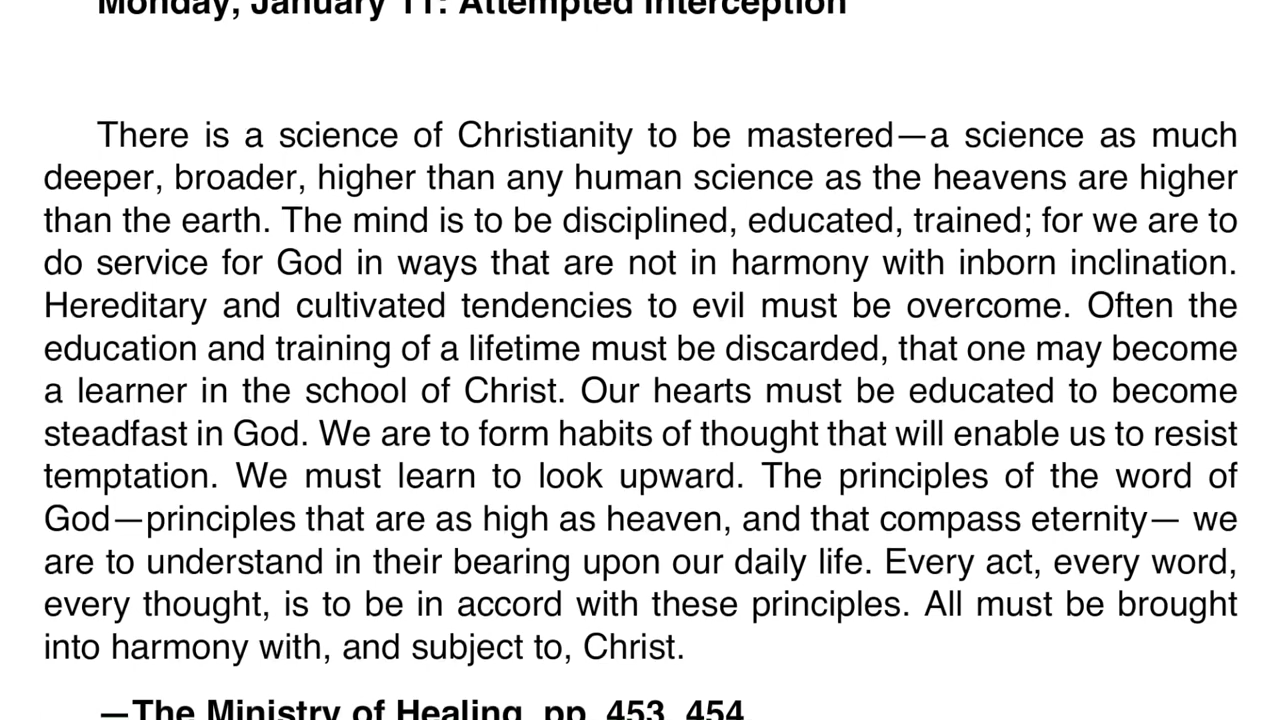 Monday, January 11: Attempted Interception
There is a science of Christianity to be mastered—a science as much
deeper, broader, higher than any human science as the heavens are higher
than the earth. The mind is to be disciplined, educated, trained; for we are to
do service for God in ways that are not in harmony with inborn inclination.
Hereditary and cultivated tendencies to evil must be overcome. Often the
education and training of a lifetime must be discarded, that one may become
a learner in the school of Christ. Our hearts must be educated to become
steadfast in God. We are to form habits of thought that will enable us to resist
temptation. We must learn to look upward. The principles of the word of
God—principles that are as high as heaven, and that compass eternity— we
are to understand in their bearing upon our daily life. Every act, every word,
every thought, is to be in accord with these principles. All must be brought
into harmony with, and subject to, Christ.
—The Ministry of Healing, pp. 453, 454